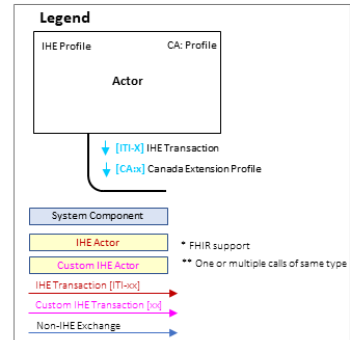 Legend
IHE Profile CA: Profile
Actor
[ITI-X] IHE Transaction
[CA:x] Canada Extension Profile
System Component
IHE Actor * FHIR support
Custom IHE Actor ** One or multiple calls of same type
IHE Transaction [ITI-xx]
Custom IHE Transaction [xx]
Non-IHE Exchange